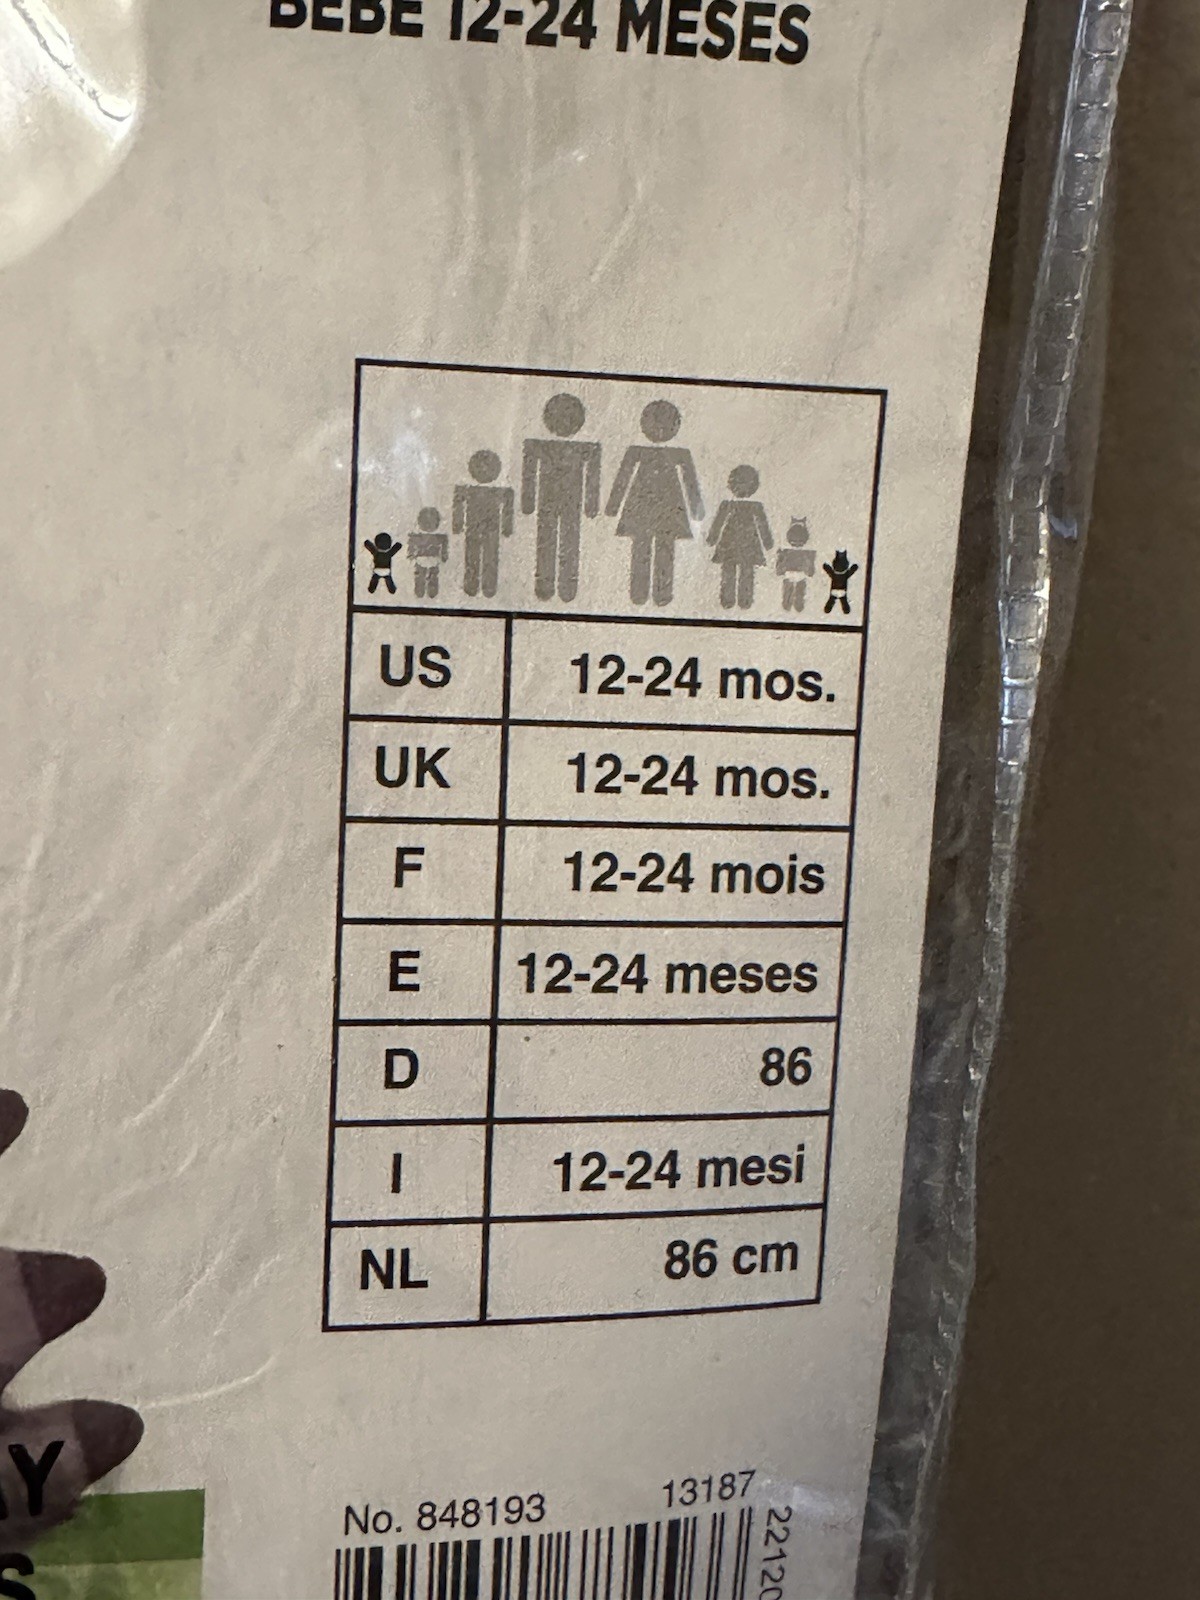 BEBE 12-24 MESES
US 12-24 mos.
UK 12-24 mos.
F 12-24 mois
E 12-24 meses
D 86
I 12-24 mesi
NL 86 cm
No. 848193 13187
22120